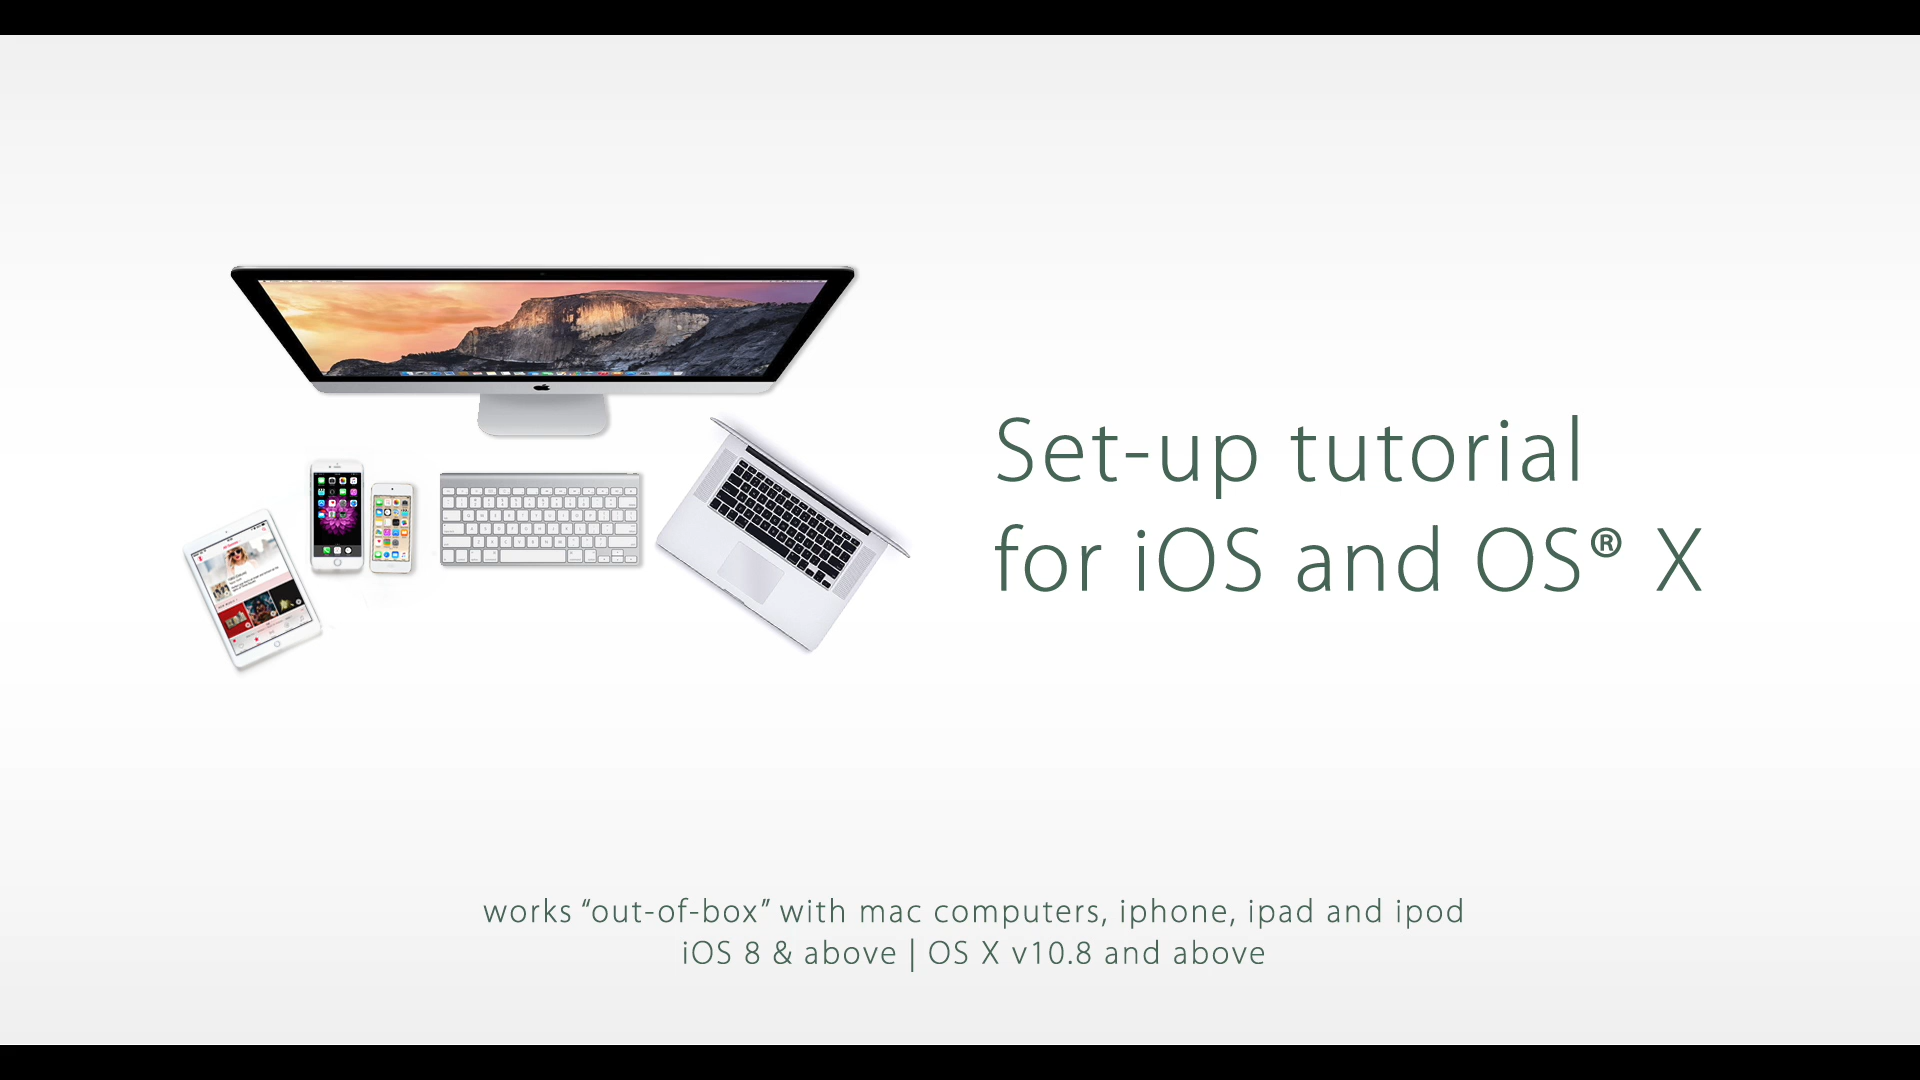 Set-up tutorial
for iOS and OS® X
works “out-of-box” with mac computers, iphone, ipad and ipod
iOS 8 & above | OS X v10.8 and above